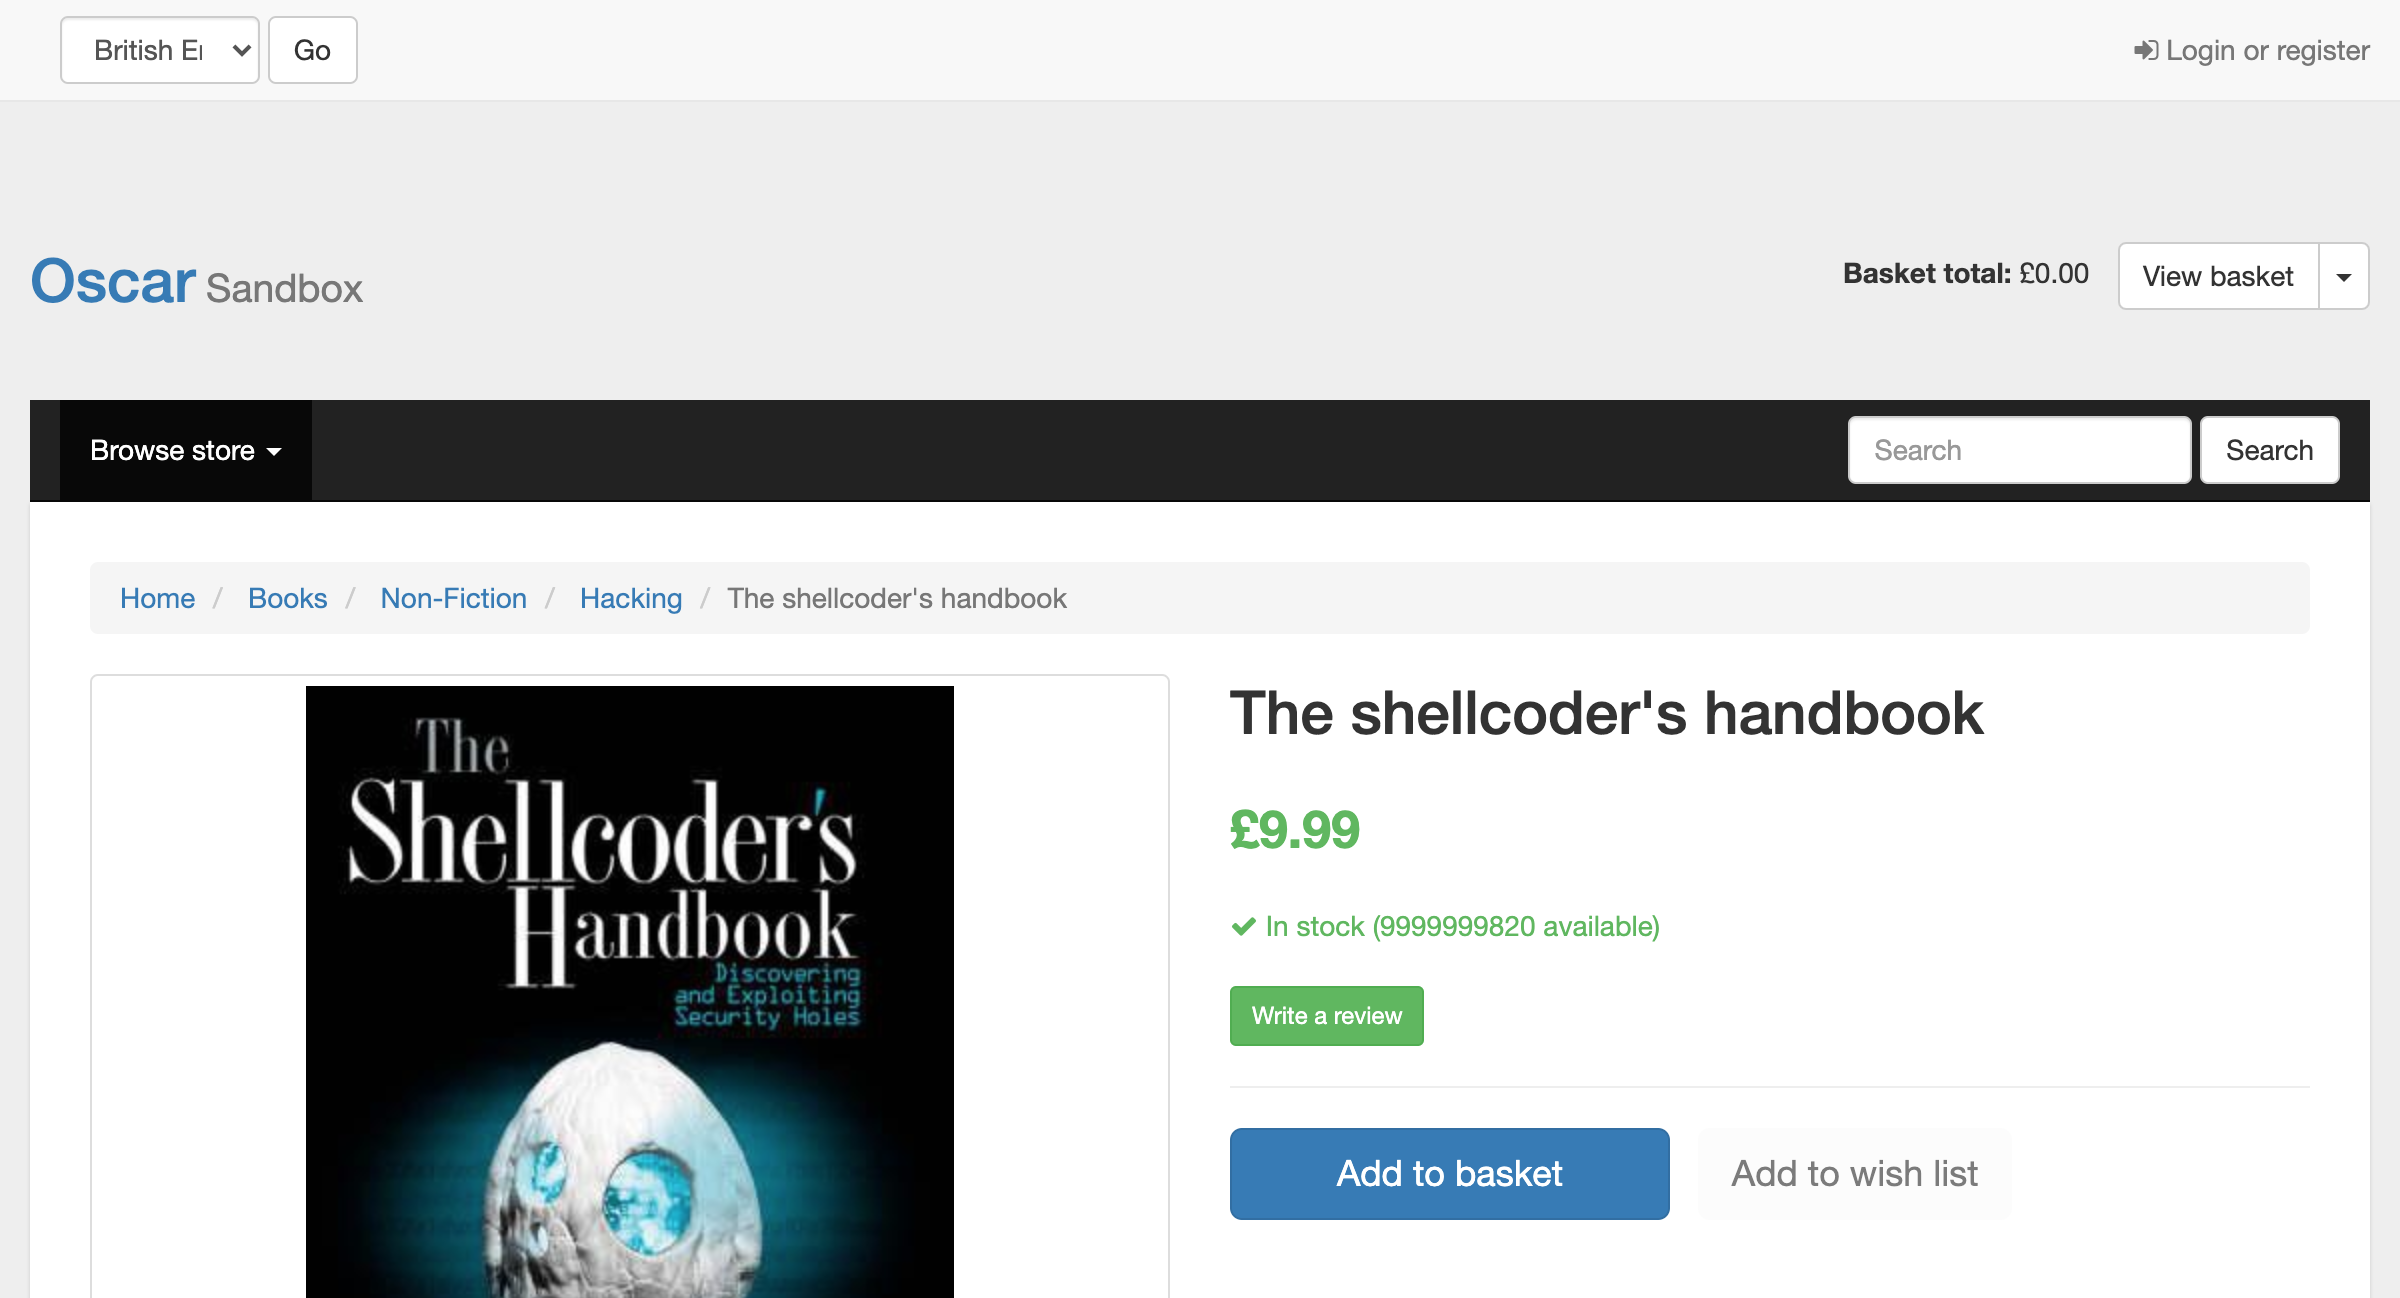 British En
Go
Login or register
Oscar Sandbox
Basket total: £0.00
View basket
Browse store
Search
Search
Home / Books / Non-Fiction / Hacking / The shellcoder's handbook
The
Shellcoder's
Handbook
Discovering
and Exploiting
Security Holes
The shellcoder's handbook
£9.99
In stock (9999999820 available)
Write a review
Add to basket
Add to wish list